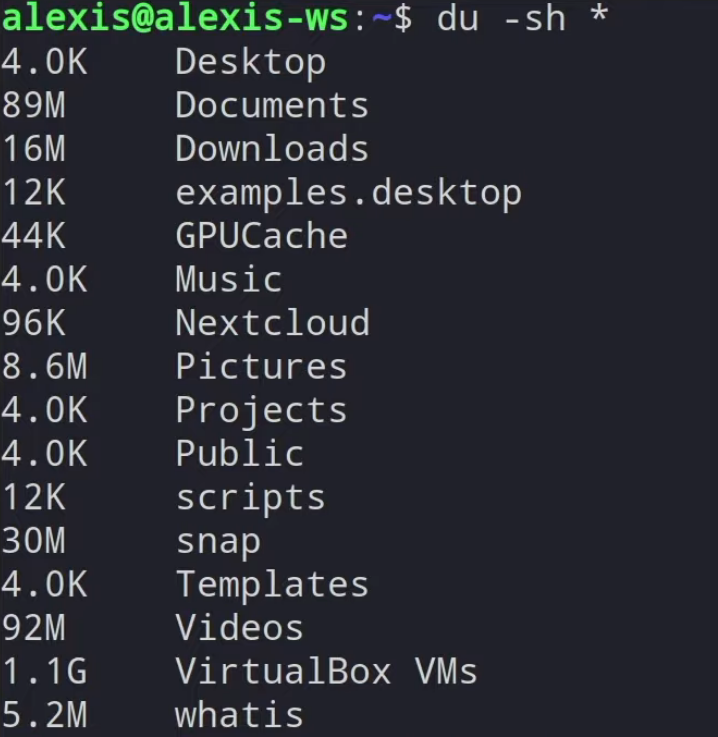 alexis@alexis-ws:~$ du -sh *
4.0K	Desktop
89M	Documents
16M	Downloads
12K	examples.desktop
44K	GPUCache
4.0K	Music
96K	Nextcloud
8.6M	Pictures
4.0K	Projects
4.0K	Public
12K	scripts
30M	snap
4.0K	Templates
92M	Videos
1.1G	VirtualBox VMs
5.2M	whatis